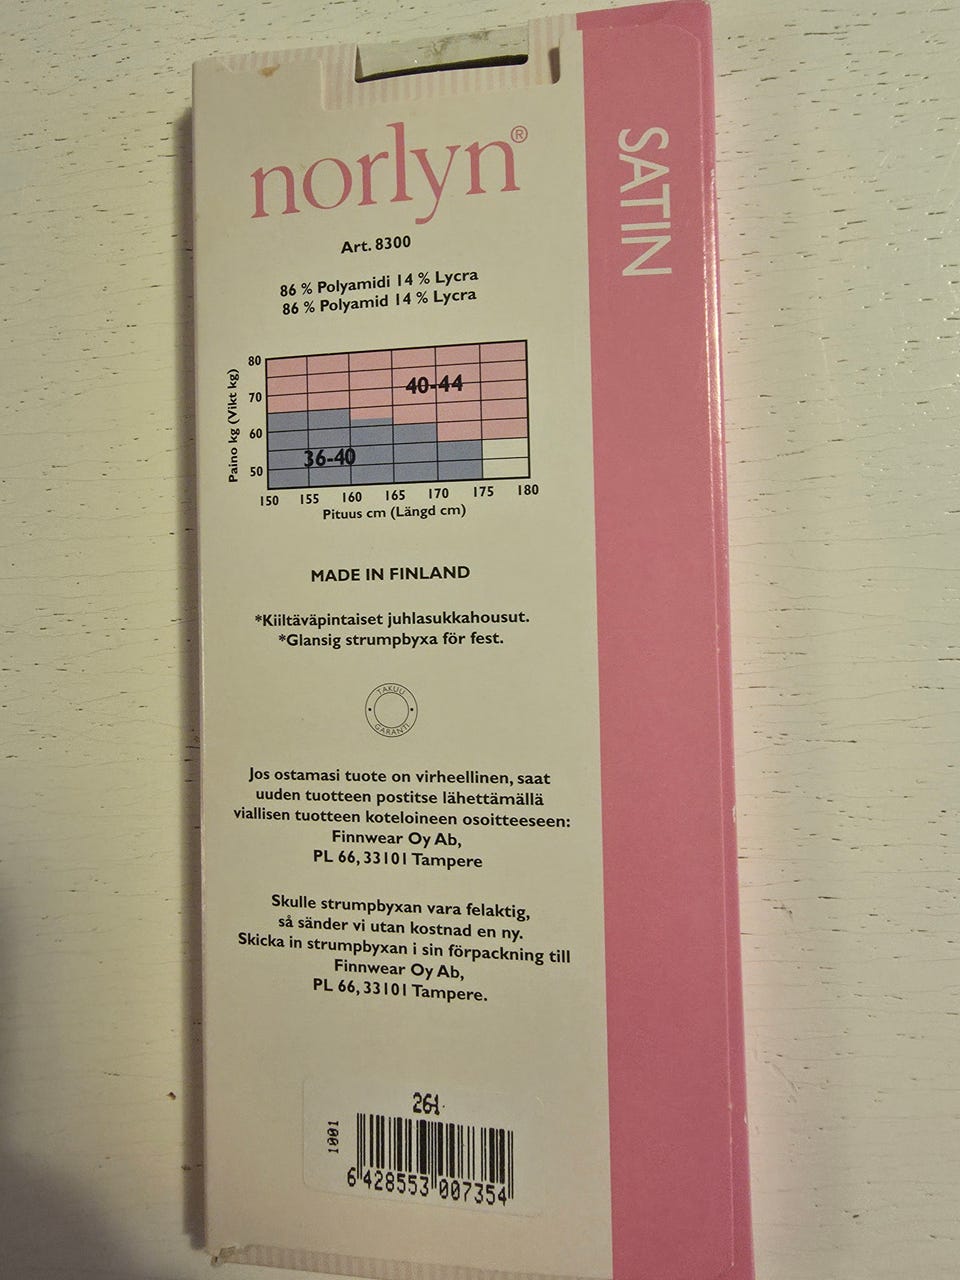 norlyn®
SATIN
Art. 8300
86 % Polyamidi 14 % Lycra
86 % Polyamid 14 % Lycra
Paino kg (Vikt kg)
80
70
60
50
40-44
36-40
150 155 160 165 170 175 180
Pituus cm (Längd cm)
MADE IN FINLAND
*Kiiltäväpintaiset juhlasukkahousut.
*Glansig strumpbyxa för fest.
TAKUU
GARANTI
Jos ostamasi tuote on virheellinen, saat
uuden tuotteen postitse lähettämällä
viallisen tuotteen koteloineen osoitteeseen:
Finnwear Oy Ab,
PL 66, 33101 Tampere
Skulle strumpbyxan vara felaktig,
så sänder vi utan kostnad en ny.
Skicka in strumpbyxan i sin förpackning till
Finnwear Oy Ab,
PL 66, 33101 Tampere.
261
1001
6 428553 007354